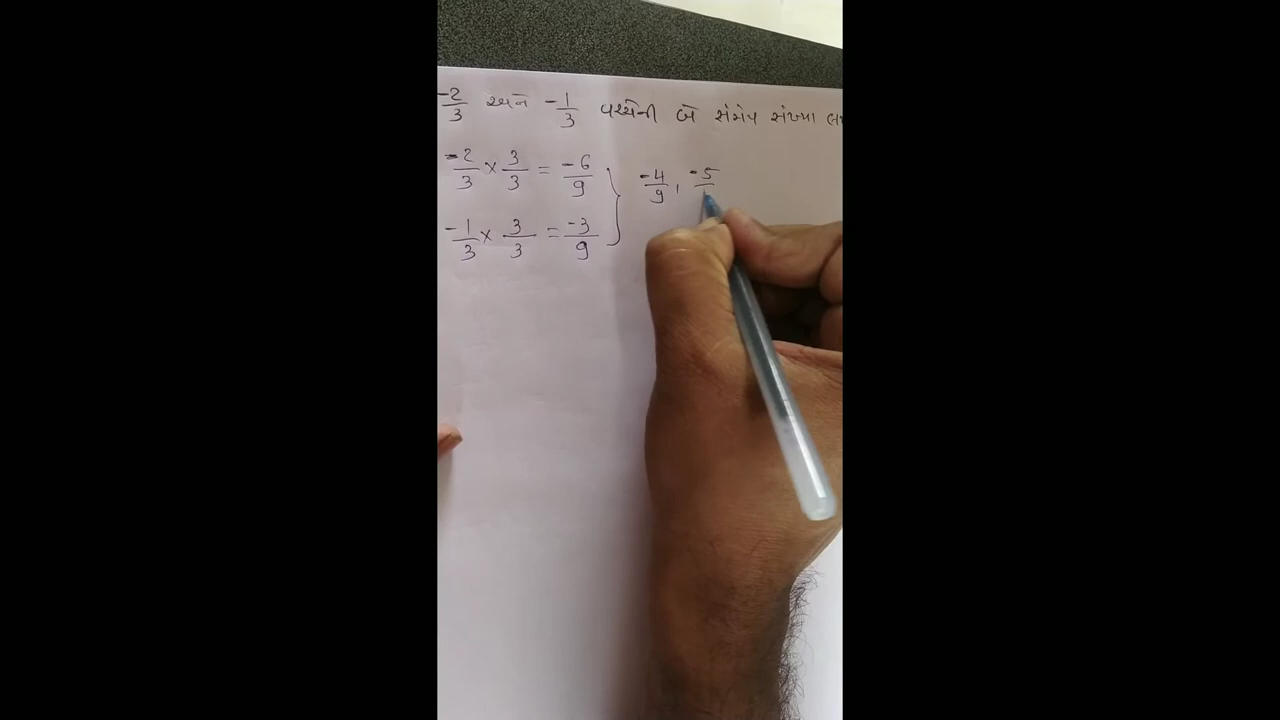 -2/3 અને -1/3 વચ્ચેની બે સંમેય સંખ્યા
-2/3 × 3/3 = -6/9 } -4/9, -5/
-1/3 × 3/3 = -3/9